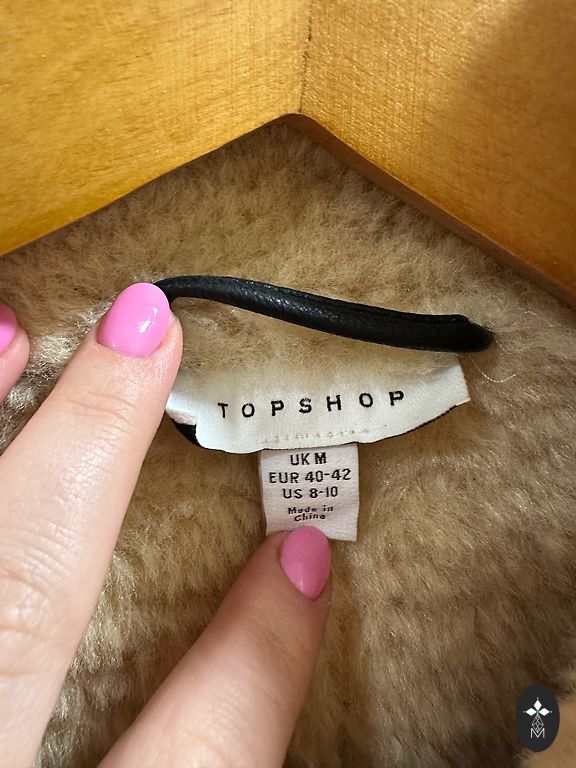 TOPSHOP
UK M
EUR 40-42
US 8-10
Made in
China
M